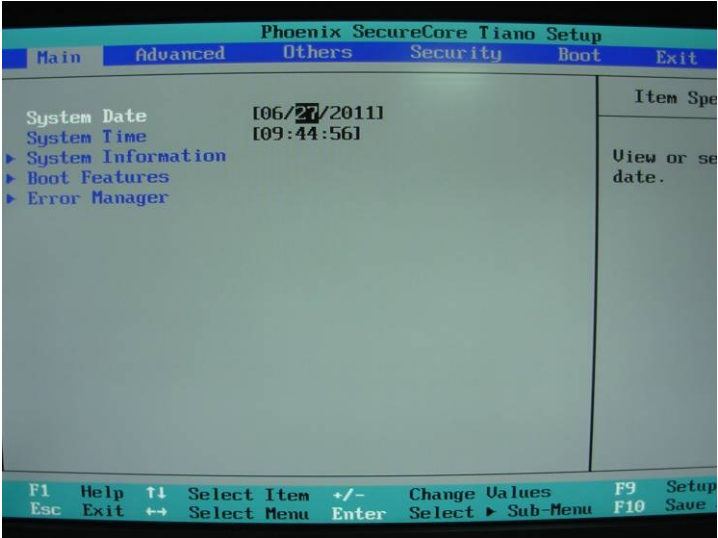 Phoenix SecureCore Tiano Setup
Main Advanced Others Security Boot Exit
Item Spe
System Date [06/27/2011]
System Time [09:44:56]
▶ System Information
▶ Boot Features
▶ Error Manager
View or se
date.
F1 Help ↑↓ Select Item +/- Change Values F9 Setup
Esc Exit ↔ Select Menu Enter Select ▶ Sub-Menu F10 Save